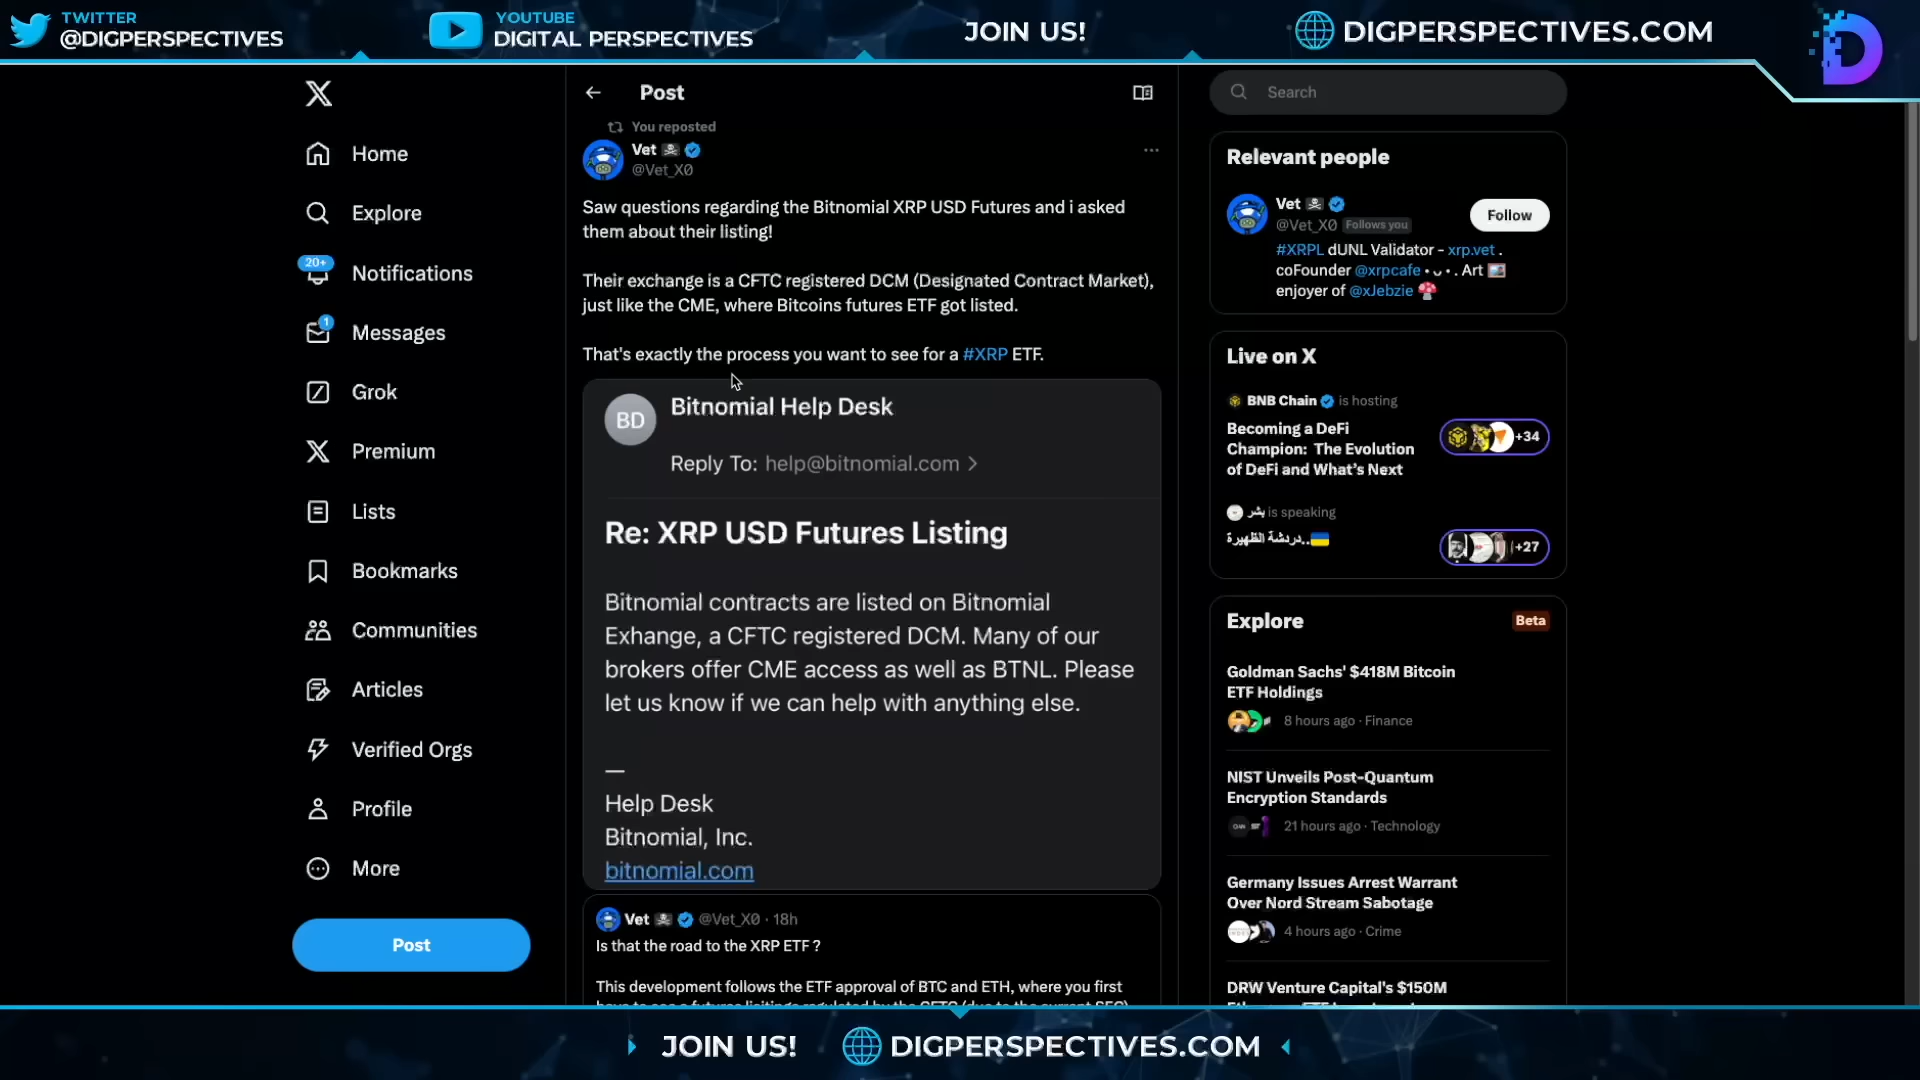 TWITTER
@DIGPERSPECTIVES
YOUTUBE
DIGITAL PERSPECTIVES
JOIN US!
DIGPERSPECTIVES.COM
Home
Explore
20+
Notifications
1
Messages
Grok
Premium
Lists
Bookmarks
Communities
Articles
Verified Orgs
Profile
More
Post
Post
You reposted
Vet
@Vet_X0
Saw questions regarding the Bitnomial XRP USD Futures and i asked
them about their listing!
Their exchange is a CFTC registered DCM (Designated Contract Market),
just like the CME, where Bitcoins futures ETF got listed.
That's exactly the process you want to see for a #XRP ETF.
BD
Bitnomial Help Desk
Reply To: help@bitnomial.com >
Re: XRP USD Futures Listing
Bitnomial contracts are listed on Bitnomial
Exhange, a CFTC registered DCM. Many of our
brokers offer CME access as well as BTNL. Please
let us know if we can help with anything else.
—
Help Desk
Bitnomial, Inc.
bitnomial.com
Vet @Vet_X0 · 18h
Is that the road to the XRP ETF ?
This development follows the ETF approval of BTC and ETH, where you first
Search
Relevant people
Vet
@Vet_X0 Follows you
Follow
#XRPL dUNL Validator - xrp.vet .
coFounder @xrpcafe • ᴗ • . Art
enjoyer of @xJebzie
Live on X
BNB Chain is hosting
Becoming a DeFi
Champion: The Evolution
of DeFi and What's Next
+34
بشر is speaking
دردشة الظهيرة..
+27
Explore
Beta
Goldman Sachs' $418M Bitcoin
ETF Holdings
8 hours ago · Finance
NIST Unveils Post-Quantum
Encryption Standards
21 hours ago · Technology
Germany Issues Arrest Warrant
Over Nord Stream Sabotage
4 hours ago · Crime
DRW Venture Capital's $150M
JOIN US!
DIGPERSPECTIVES.COM